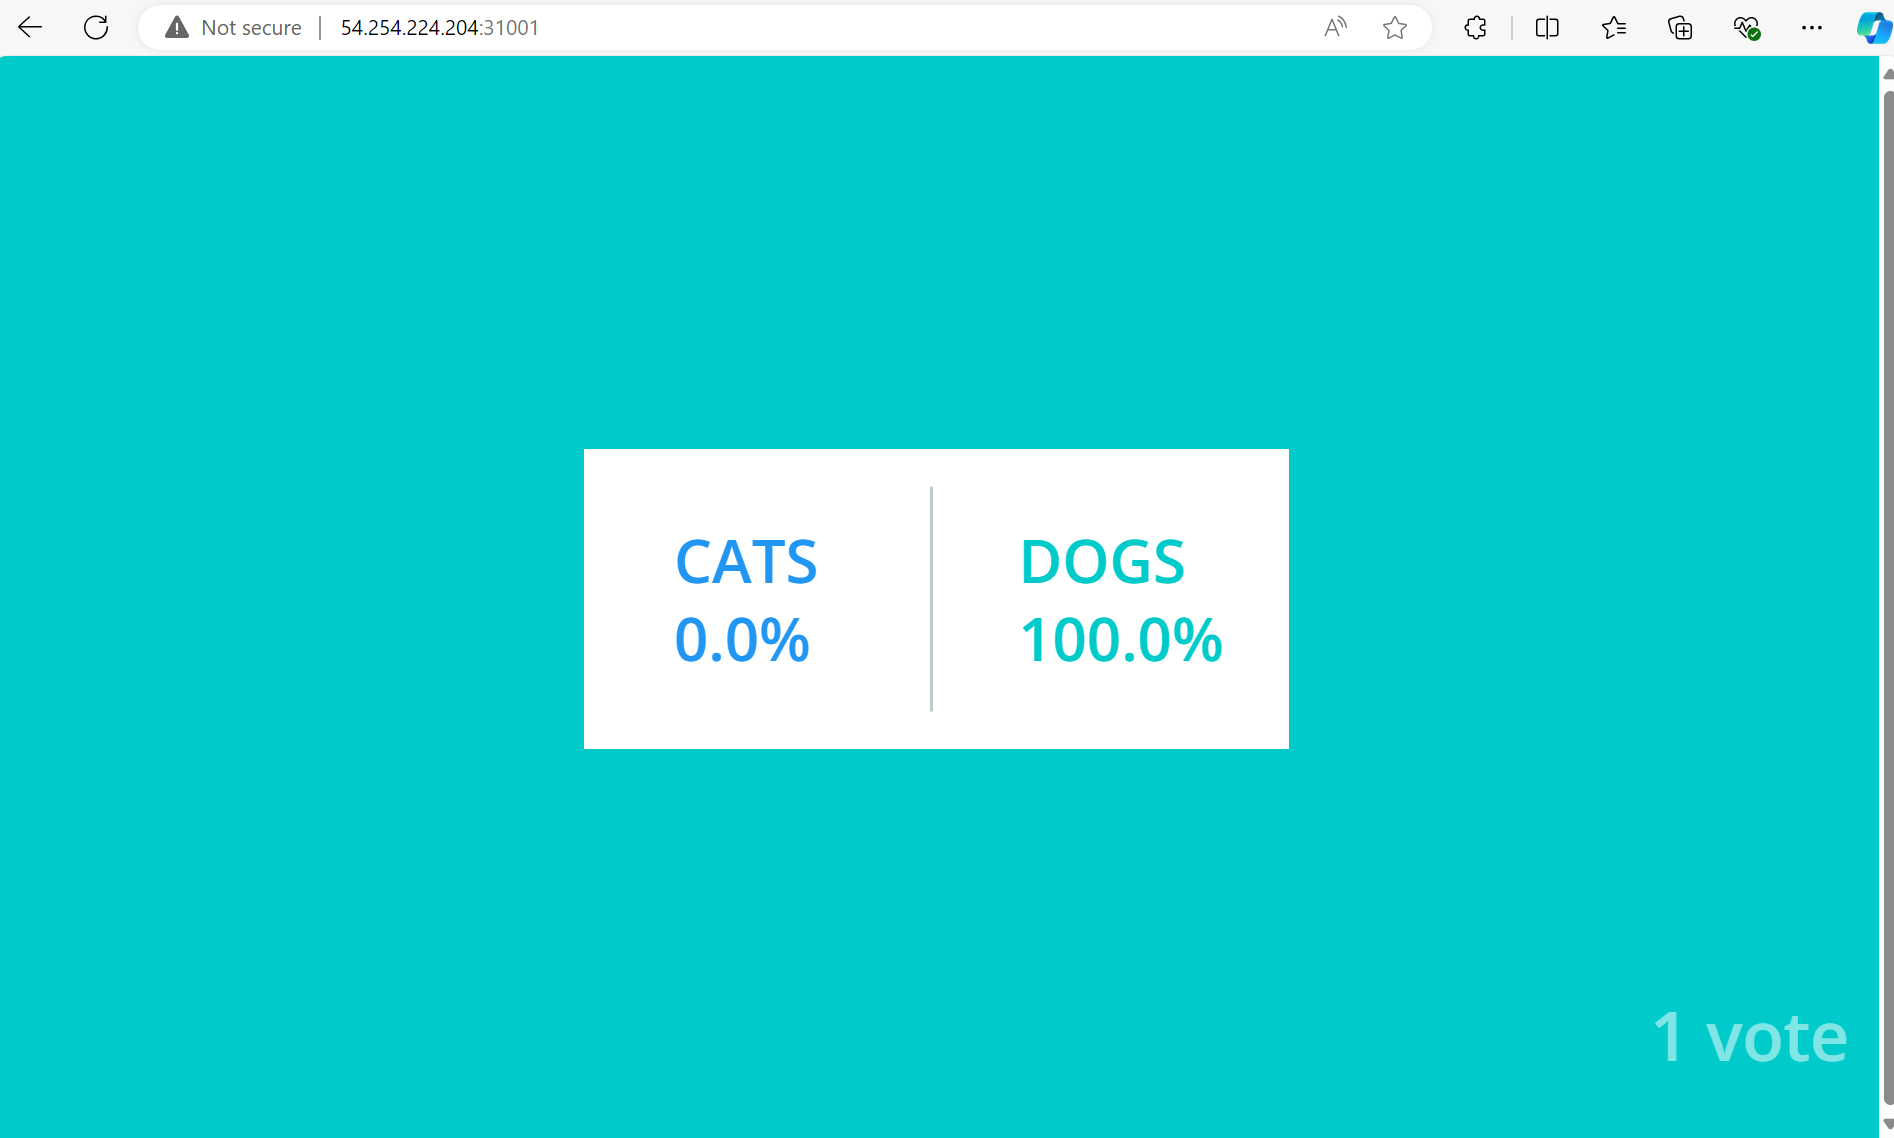 Not secure | 54.254.224.204:31001
CATS
0.0%
DOGS
100.0%
1 vote